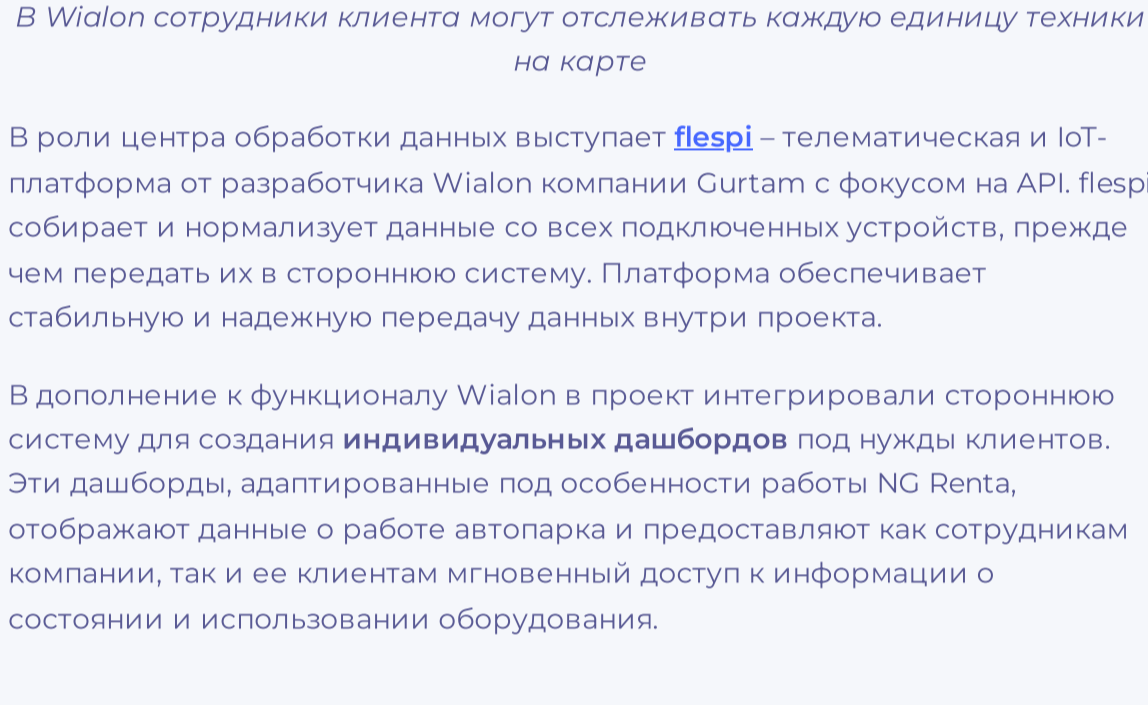 В Wialon сотрудники клиента могут отслеживать каждую единицу техники
на карте
В роли центра обработки данных выступает flespi – телематическая и IoT-
платформа от разработчика Wialon компании Gurtam с фокусом на API. flespi
собирает и нормализует данные со всех подключенных устройств, прежде
чем передать их в стороннюю систему. Платформа обеспечивает
стабильную и надежную передачу данных внутри проекта.
В дополнение к функционалу Wialon в проект интегрировали стороннюю
систему для создания индивидуальных дашбордов под нужды клиентов.
Эти дашборды, адаптированные под особенности работы NG Renta,
отображают данные о работе автопарка и предоставляют как сотрудникам
компании, так и ее клиентам мгновенный доступ к информации о
состоянии и использовании оборудования.